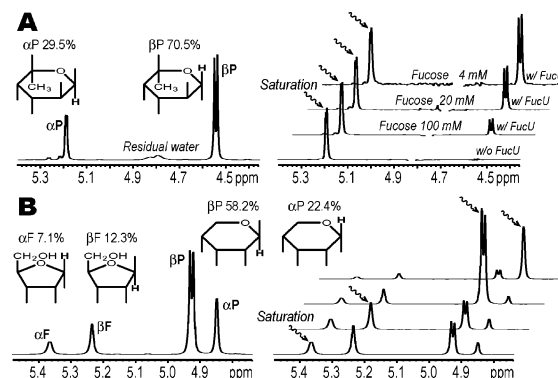 A
αP 29.5%
βP 70.5%
O
CH₃
H
O
CH₃
H
αP
βP
Residual water
5.3 5.1 4.9 4.7 4.5 ppm
Saturation
Fucose 4 mM
w/ FucU
Fucose 20 mM
w/ FucU
Fucose 100 mM
w/ FucU
w/o FucU
5.3 5.1 4.9 4.7 4.5 ppm
B
αF 7.1%
βF 12.3%
βP 58.2%
αP 22.4%
CH₂OH H
O
CH₂OH
O
H
O
H
O
H
αF
βF
βP
αP
5.4 5.3 5.2 5.1 5.0 4.9 ppm
Saturation
5.4 5.3 5.2 5.1 5.0 4.9 ppm